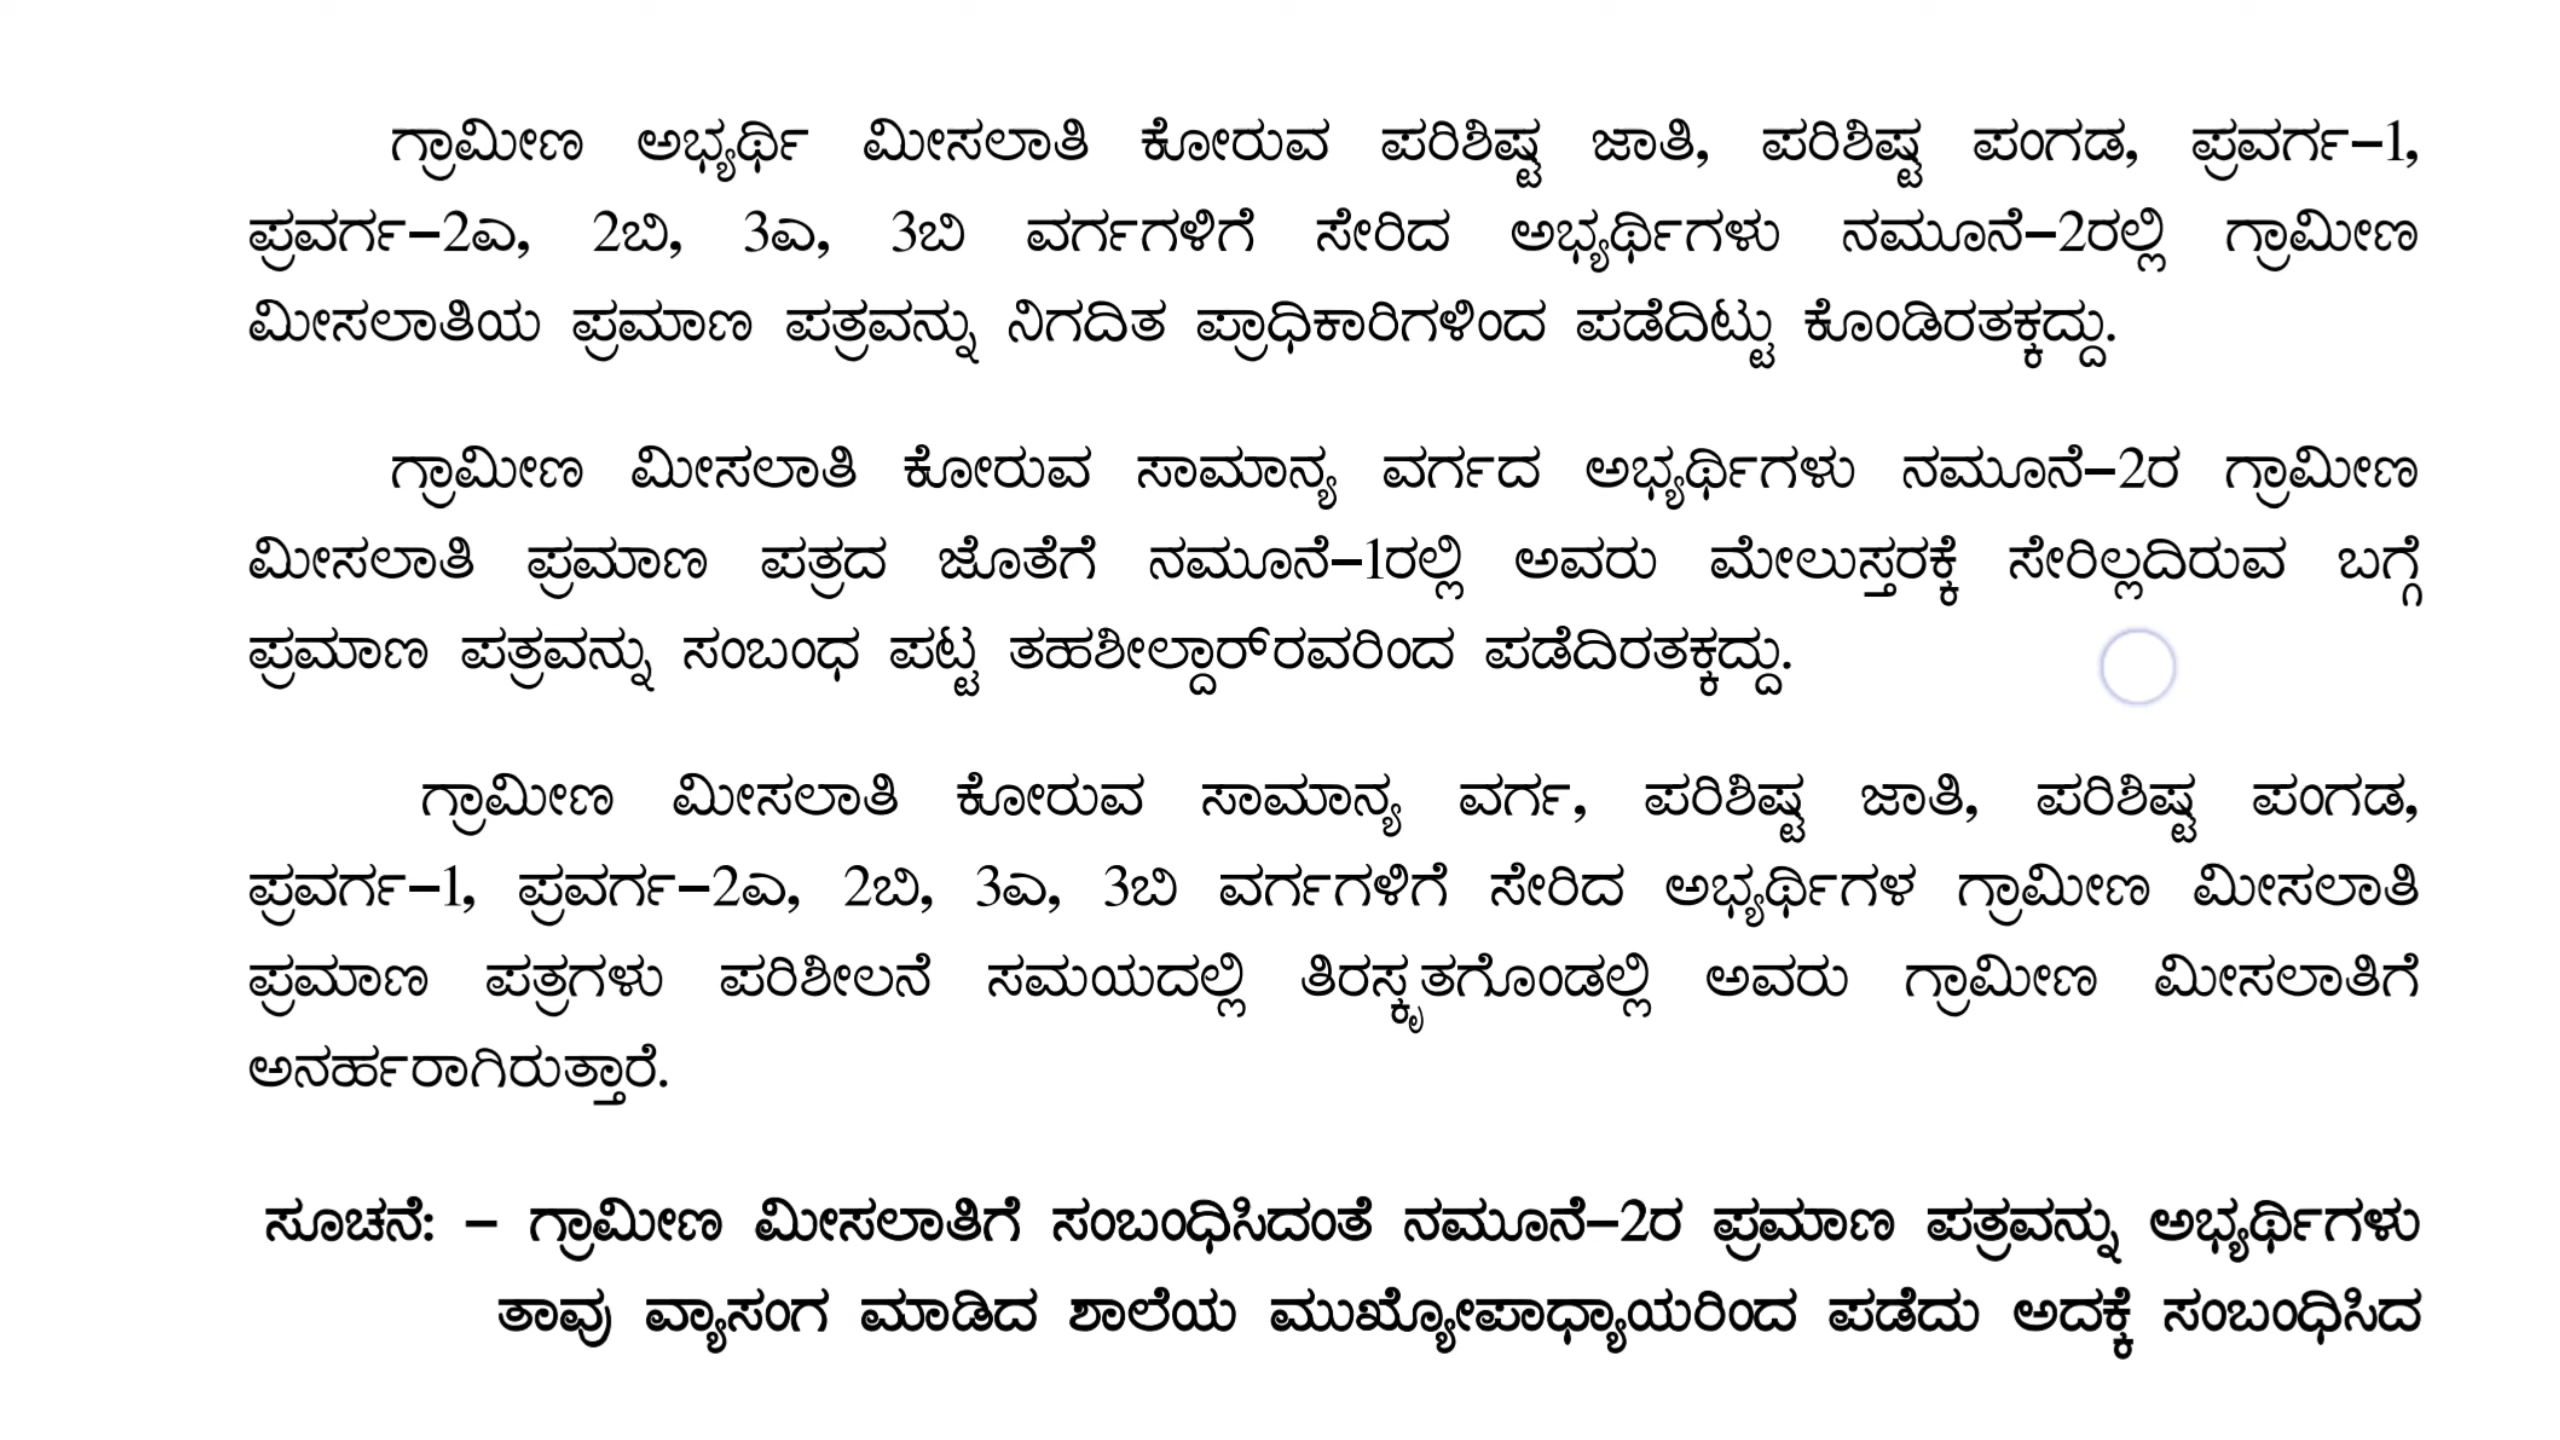 ಗ್ರಾಮೀಣ ಅಭ್ಯರ್ಥಿ ಮೀಸಲಾತಿ ಕೋರುವ ಪರಿಶಿಷ್ಟ ಜಾತಿ, ಪರಿಶಿಷ್ಟ ಪಂಗಡ, ಪ್ರವರ್ಗ–1,
ಪ್ರವರ್ಗ–2ಎ, 2ಬಿ, 3ಎ, 3ಬಿ ವರ್ಗಗಳಿಗೆ ಸೇರಿದ ಅಭ್ಯರ್ಥಿಗಳು ನಮೂನೆ–2ರಲ್ಲಿ ಗ್ರಾಮೀಣ
ಮೀಸಲಾತಿಯ ಪ್ರಮಾಣ ಪತ್ರವನ್ನು ನಿಗದಿತ ಪ್ರಾಧಿಕಾರಿಗಳಿಂದ ಪಡೆದಿಟ್ಟು ಕೊಂಡಿರತಕ್ಕದ್ದು.
ಗ್ರಾಮೀಣ ಮೀಸಲಾತಿ ಕೋರುವ ಸಾಮಾನ್ಯ ವರ್ಗದ ಅಭ್ಯರ್ಥಿಗಳು ನಮೂನೆ–2ರ ಗ್ರಾಮೀಣ
ಮೀಸಲಾತಿ ಪ್ರಮಾಣ ಪತ್ರದ ಜೊತೆಗೆ ನಮೂನೆ–1ರಲ್ಲಿ ಅವರು ಮೇಲುಸ್ತರಕ್ಕೆ ಸೇರಿಲ್ಲದಿರುವ ಬಗ್ಗೆ
ಪ್ರಮಾಣ ಪತ್ರವನ್ನು ಸಂಬಂಧ ಪಟ್ಟ ತಹಶೀಲ್ದಾರ್‌ರವರಿಂದ ಪಡೆದಿರತಕ್ಕದ್ದು.
ಗ್ರಾಮೀಣ ಮೀಸಲಾತಿ ಕೋರುವ ಸಾಮಾನ್ಯ ವರ್ಗ, ಪರಿಶಿಷ್ಟ ಜಾತಿ, ಪರಿಶಿಷ್ಟ ಪಂಗಡ,
ಪ್ರವರ್ಗ–1, ಪ್ರವರ್ಗ–2ಎ, 2ಬಿ, 3ಎ, 3ಬಿ ವರ್ಗಗಳಿಗೆ ಸೇರಿದ ಅಭ್ಯರ್ಥಿಗಳ ಗ್ರಾಮೀಣ ಮೀಸಲಾತಿ
ಪ್ರಮಾಣ ಪತ್ರಗಳು ಪರಿಶೀಲನೆ ಸಮಯದಲ್ಲಿ ತಿರಸ್ಕೃತಗೊಂಡಲ್ಲಿ ಅವರು ಗ್ರಾಮೀಣ ಮೀಸಲಾತಿಗೆ
ಅನರ್ಹರಾಗಿರುತ್ತಾರೆ.
ಸೂಚನೆ: – ಗ್ರಾಮೀಣ ಮೀಸಲಾತಿಗೆ ಸಂಬಂಧಿಸಿದಂತೆ ನಮೂನೆ–2ರ ಪ್ರಮಾಣ ಪತ್ರವನ್ನು ಅಭ್ಯರ್ಥಿಗಳು
ತಾವು ವ್ಯಾಸಂಗ ಮಾಡಿದ ಶಾಲೆಯ ಮುಖ್ಯೋಪಾಧ್ಯಾಯರಿಂದ ಪಡೆದು ಅದಕ್ಕೆ ಸಂಬಂಧಿಸಿದ